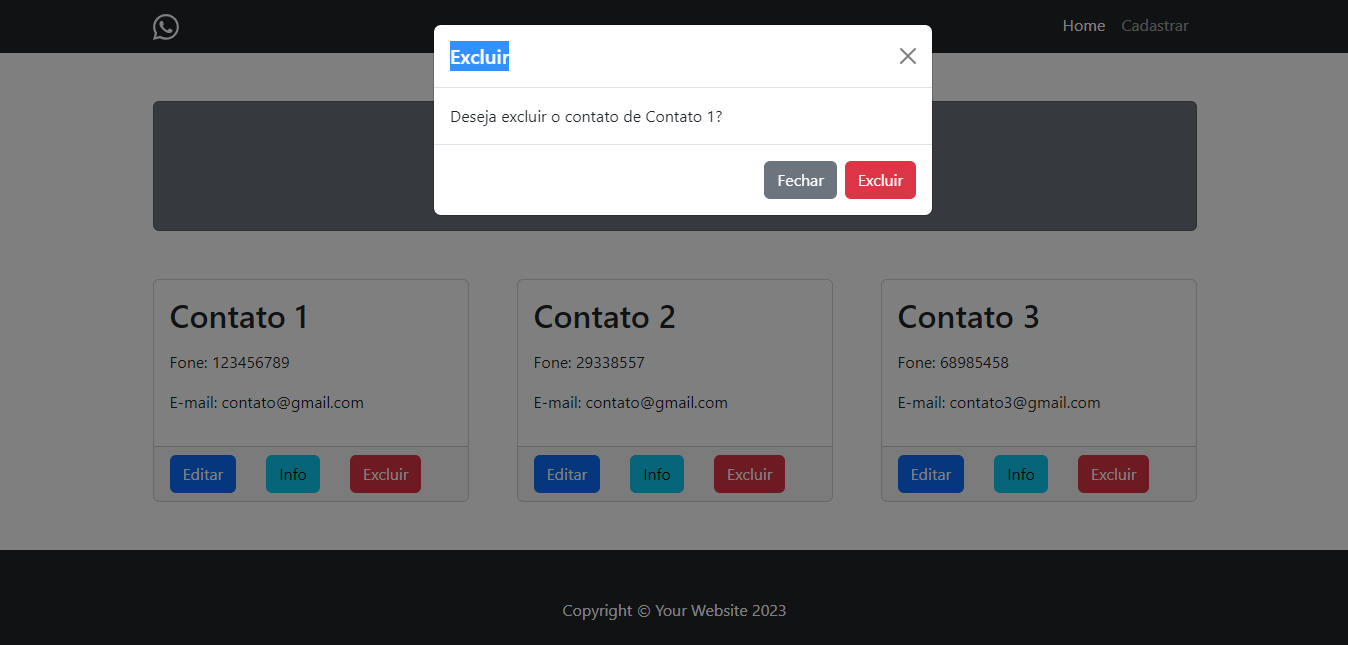 Home Cadastrar
Excluir
Deseja excluir o contato de Contato 1?
Fechar Excluir
Contato 1
Fone: 123456789
E-mail: contato@gmail.com
Editar Info Excluir
Contato 2
Fone: 29338557
E-mail: contato@gmail.com
Editar Info Excluir
Contato 3
Fone: 68985458
E-mail: contato3@gmail.com
Editar Info Excluir
Copyright © Your Website 2023